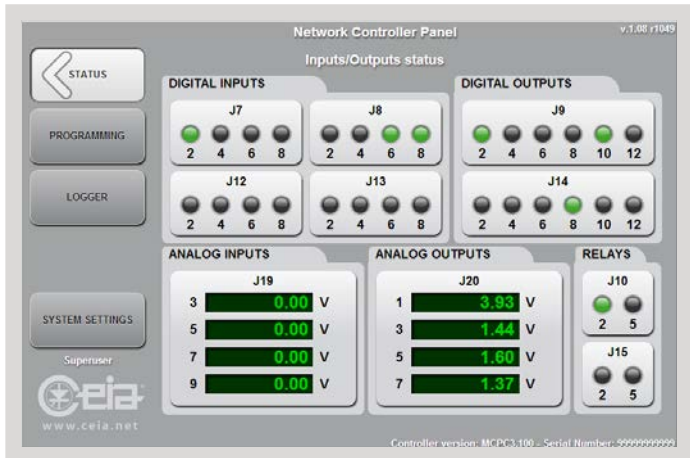 Network Controller Panel
v.1.08 r1049
Inputs/Outputs status
STATUS
PROGRAMMING
LOGGER
SYSTEM SETTINGS
Superuser
ceia
www.ceia.net
DIGITAL INPUTS
J7
2 4 6 8
J8
2 4 6 8
J12
2 4 6 8
J13
2 4 6 8
DIGITAL OUTPUTS
J9
2 4 6 8 10 12
J14
2 4 6 8 10 12
ANALOG INPUTS
J19
3 0.00 V
5 0.00 V
7 0.00 V
9 0.00 V
ANALOG OUTPUTS
J20
1 3.93 V
3 1.44 V
5 1.60 V
7 1.37 V
RELAYS
J10
2 5
J15
2 5
Controller version: MCPC3.100 - Serial Number: 99999999999